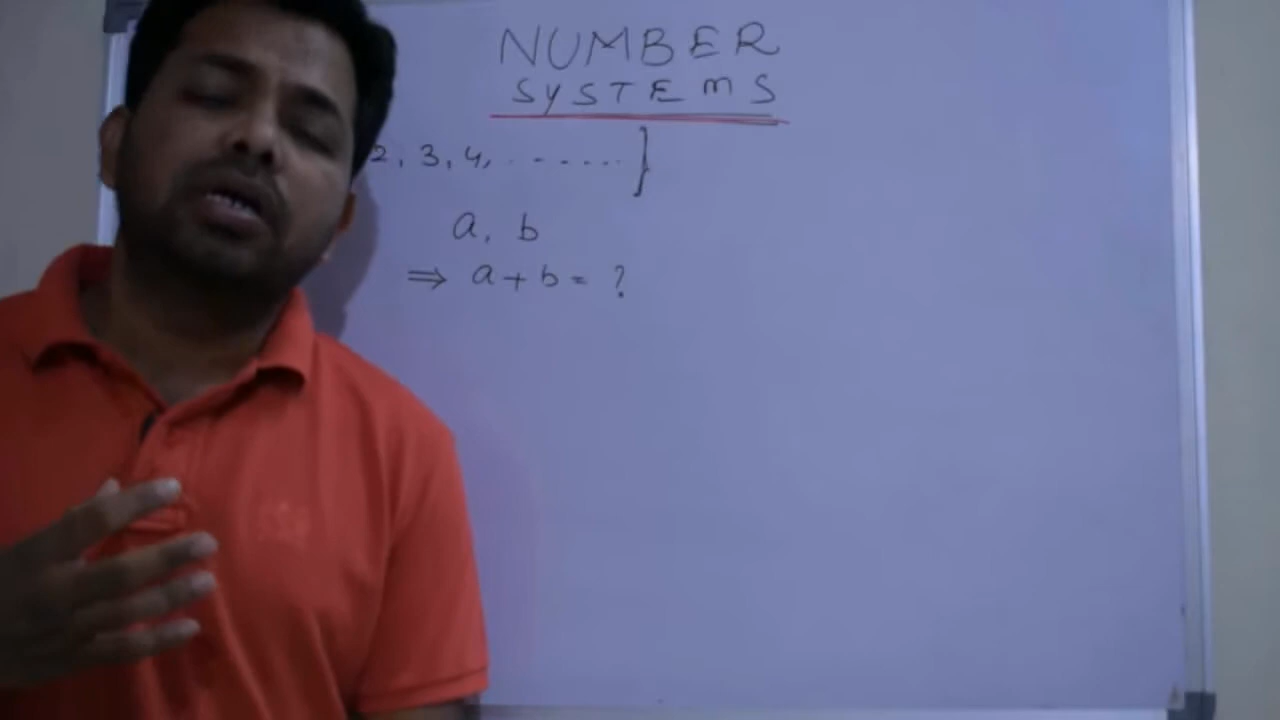 NUMBER
SYSTEMS
2, 3, 4, ....... }
a, b
⇒ a + b = ?